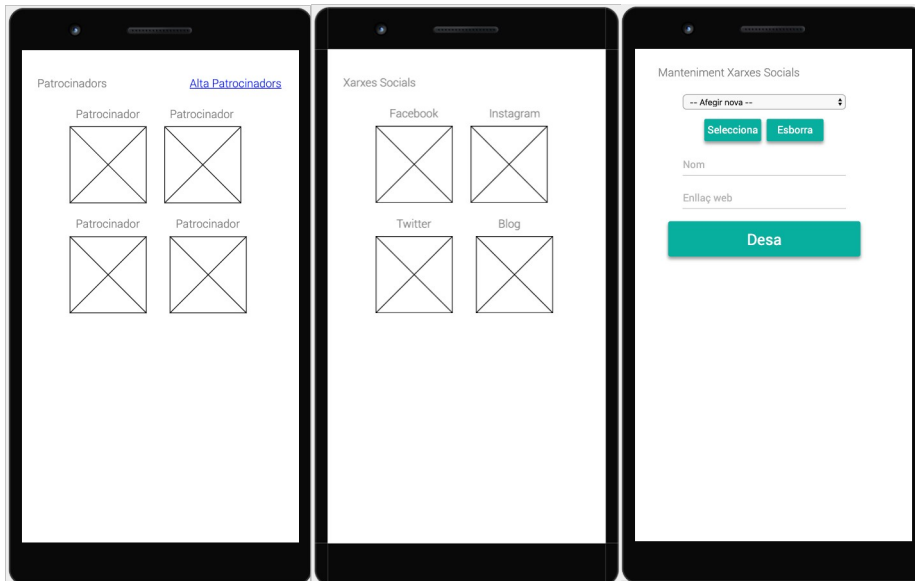 Patrocinadors Alta Patrocinadors
Patrocinador Patrocinador
Patrocinador Patrocinador
Xarxes Socials
Facebook Instagram
Twitter Blog
Manteniment Xarxes Socials
-- Afegir nova --
Selecciona Esborra
Nom
Enllaç web
Desa